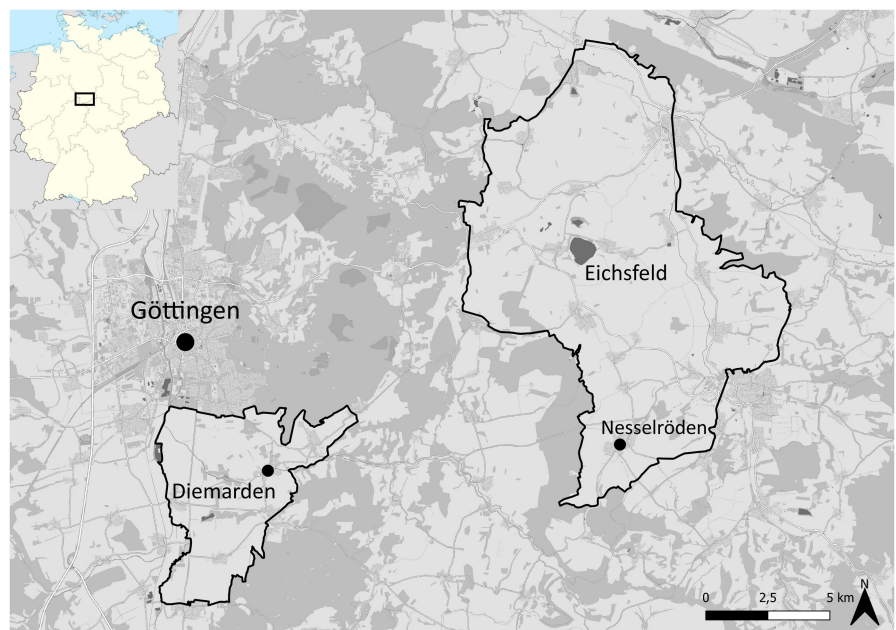 Eichsfeld
Göttingen
Nesselröden
Diemarden
N
0 2,5 5 km